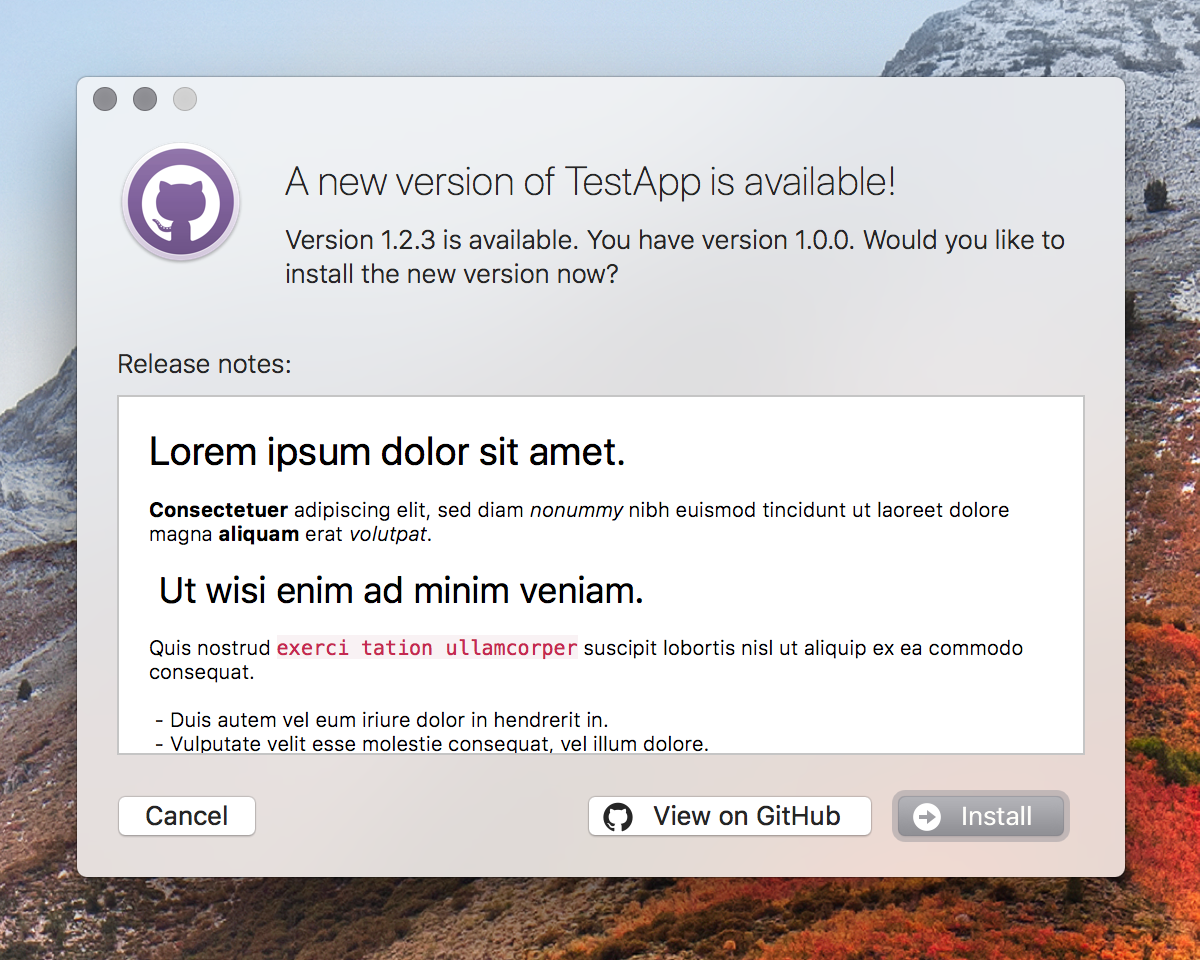 A new version of TestApp is available!
Version 1.2.3 is available. You have version 1.0.0. Would you like to
install the new version now?
Release notes:
Lorem ipsum dolor sit amet.
Consectetuer adipiscing elit, sed diam nonummy nibh euismod tincidunt ut laoreet dolore
magna aliquam erat volutpat.
Ut wisi enim ad minim veniam.
Quis nostrud exerci tation ullamcorper suscipit lobortis nisl ut aliquip ex ea commodo
consequat.
- Duis autem vel eum iriure dolor in hendrerit in.
- Vulputate velit esse molestie consequat, vel illum dolore.
Cancel
View on GitHub
Install